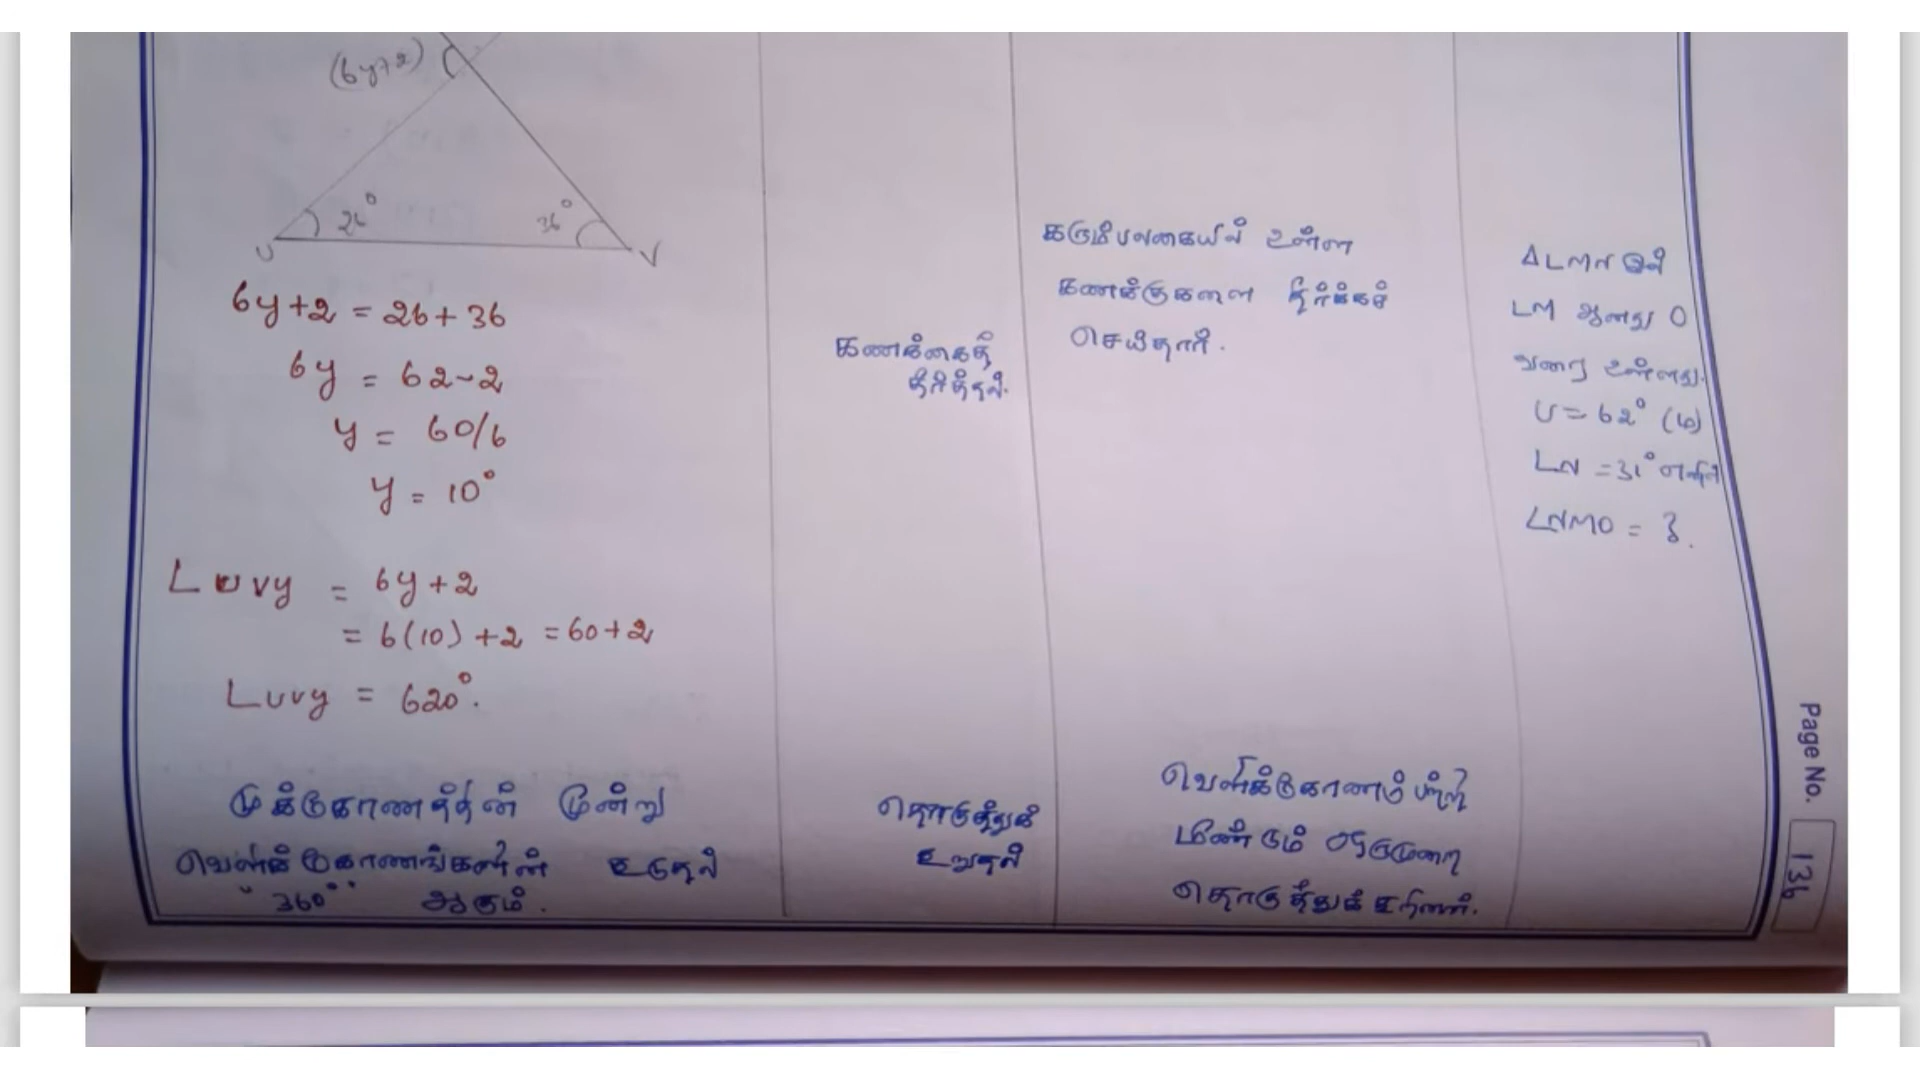 (6y+2)
26°
36°
U
V
6y+2 = 26+36
6y = 62-2
y = 60/6
y = 10°
∠uvy = 6y+2
= 6(10) +2 = 60+2
∠uvy = 620°.
முக்கோணத்தின் மூன்று
வெளிக்கோணங்களின் கூடுதல்
"360°" ஆகும்.
கணக்கைத்
தீர்த்தல்.
தொகுத்துக்
கூறுதல்
கரும்பலகையில் உள்ள
கணக்குகளை தீர்க்கச்
செய்தார்.
வெளிக்கோணம் பற்றி
மீண்டும் ஒருமுறை
தொகுத்துக் கூறினார்.
ΔLMN இல்
LM ஆனது O
வரை உள்ளது.
= 62° (ம)
∠N = 31° எனில்
∠NMO = ?.
Page No. 136